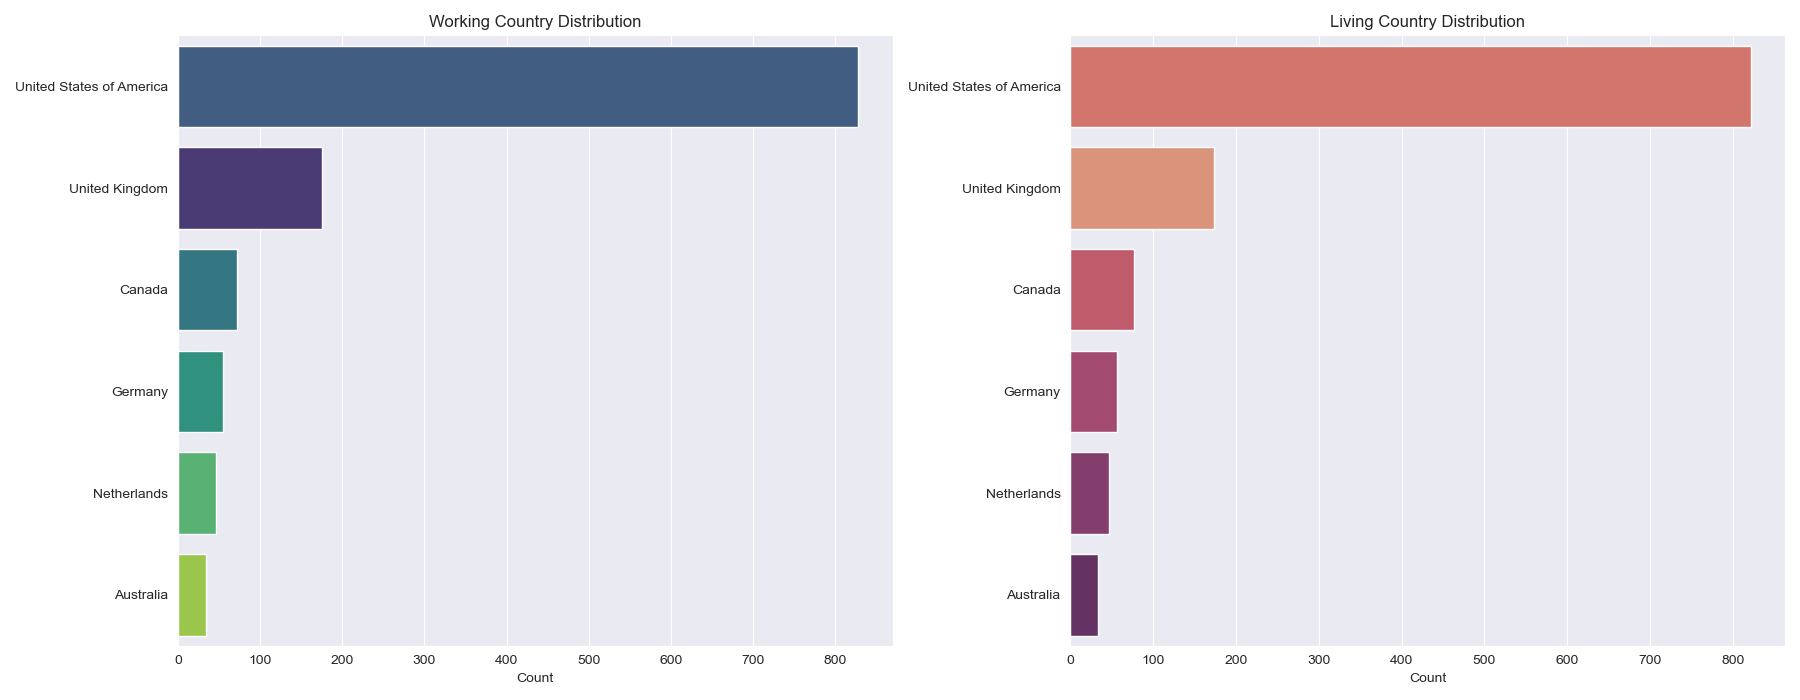 Working Country Distribution
United States of America
United Kingdom
Canada
Germany
Netherlands
Australia
0 100 200 300 400 500 600 700 800
Count
Living Country Distribution
United States of America
United Kingdom
Canada
Germany
Netherlands
Australia
0 100 200 300 400 500 600 700 800
Count